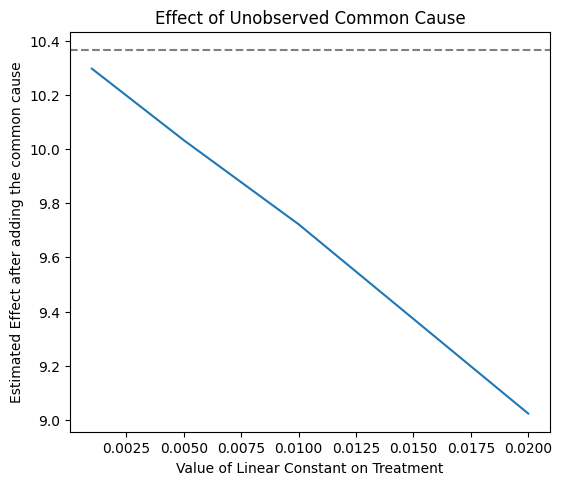 Effect of Unobserved Common Cause
Estimated Effect after adding the common cause
10.4
10.2
10.0
9.8
9.6
9.4
9.2
9.0
0.0025 0.0050 0.0075 0.0100 0.0125 0.0150 0.0175 0.0200
Value of Linear Constant on Treatment